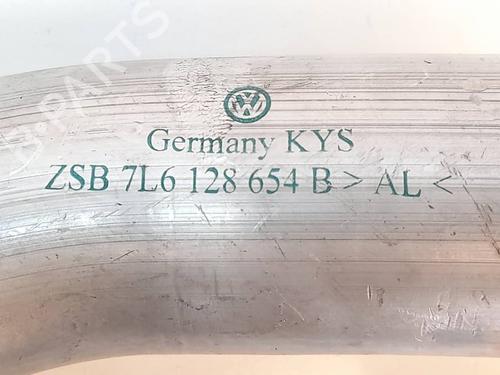 Germany KYS
ZSB 7L6 128 654 B > AL <